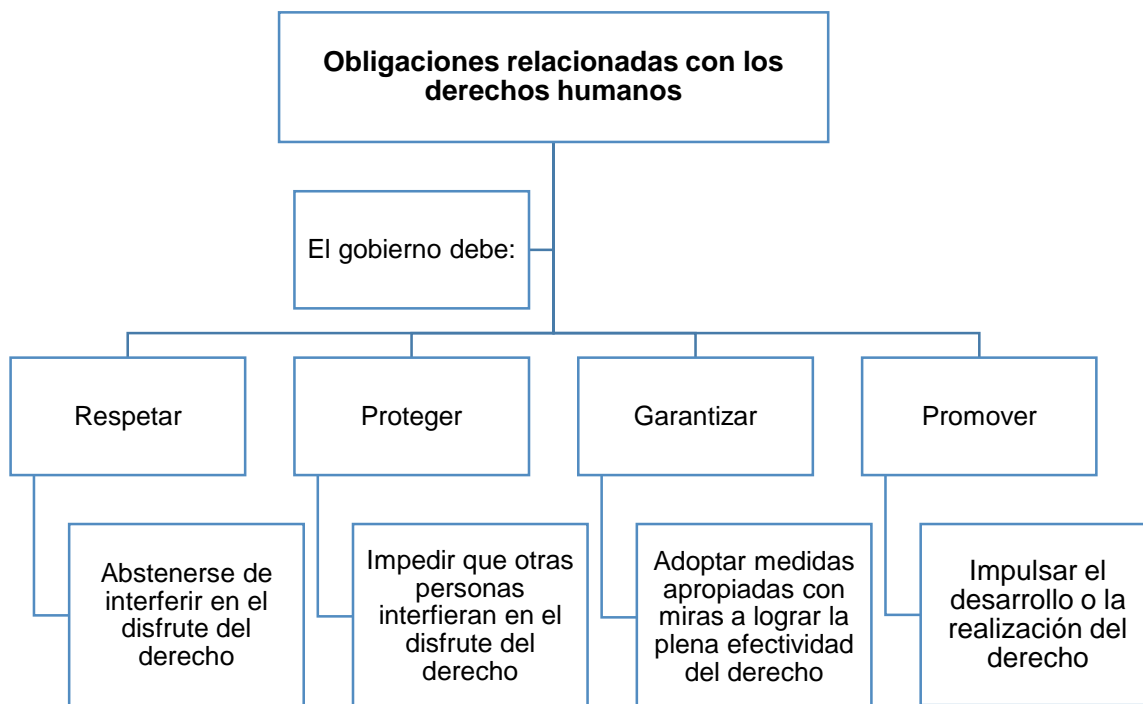 Obligaciones relacionadas con los
derechos humanos
El gobierno debe:
Respetar
Proteger
Garantizar
Promover
Abstenerse de
interferir en el
disfrute del
derecho
Impedir que otras
personas
interfieran en el
disfrute del
derecho
Adoptar medidas
apropiadas con
miras a lograr la
plena efectividad
del derecho
Impulsar el
desarrollo o la
realización del
derecho